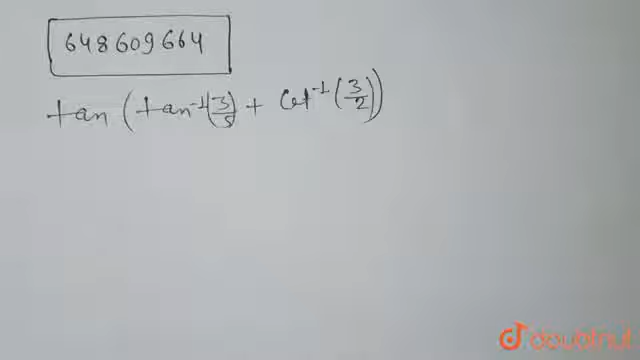 648609664
tan (tan⁻¹(3/5) + cot⁻¹(3/2))
doubtnut